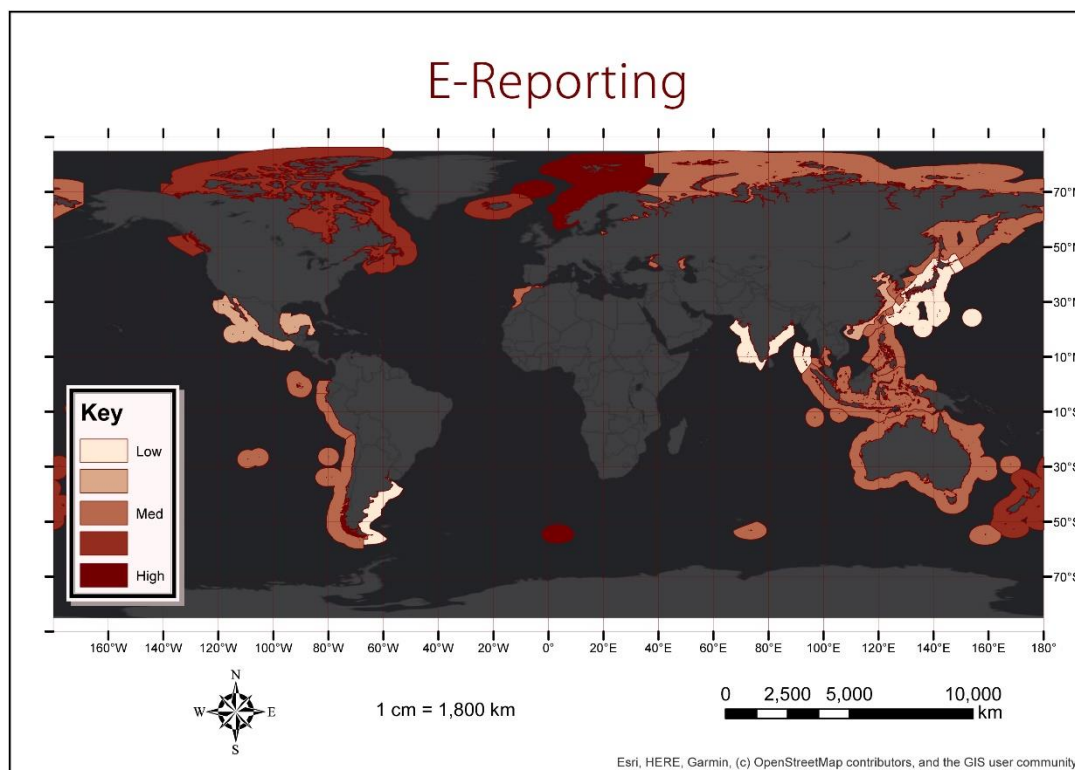 E-Reporting
70°N
50°N
30°N
10°N
10°S
30°S
50°S
70°S
Key
Low
Med
High
160°W 140°W 120°W 100°W 80°W 60°W 40°W 20°W 0° 20°E 40°E 60°E 80°E 100°E 120°E 140°E 160°E 180°
N
W E
S
1 cm = 1,800 km
0 2,500 5,000 10,000
km
Esri, HERE, Garmin, (c) OpenStreetMap contributors, and the GIS user community